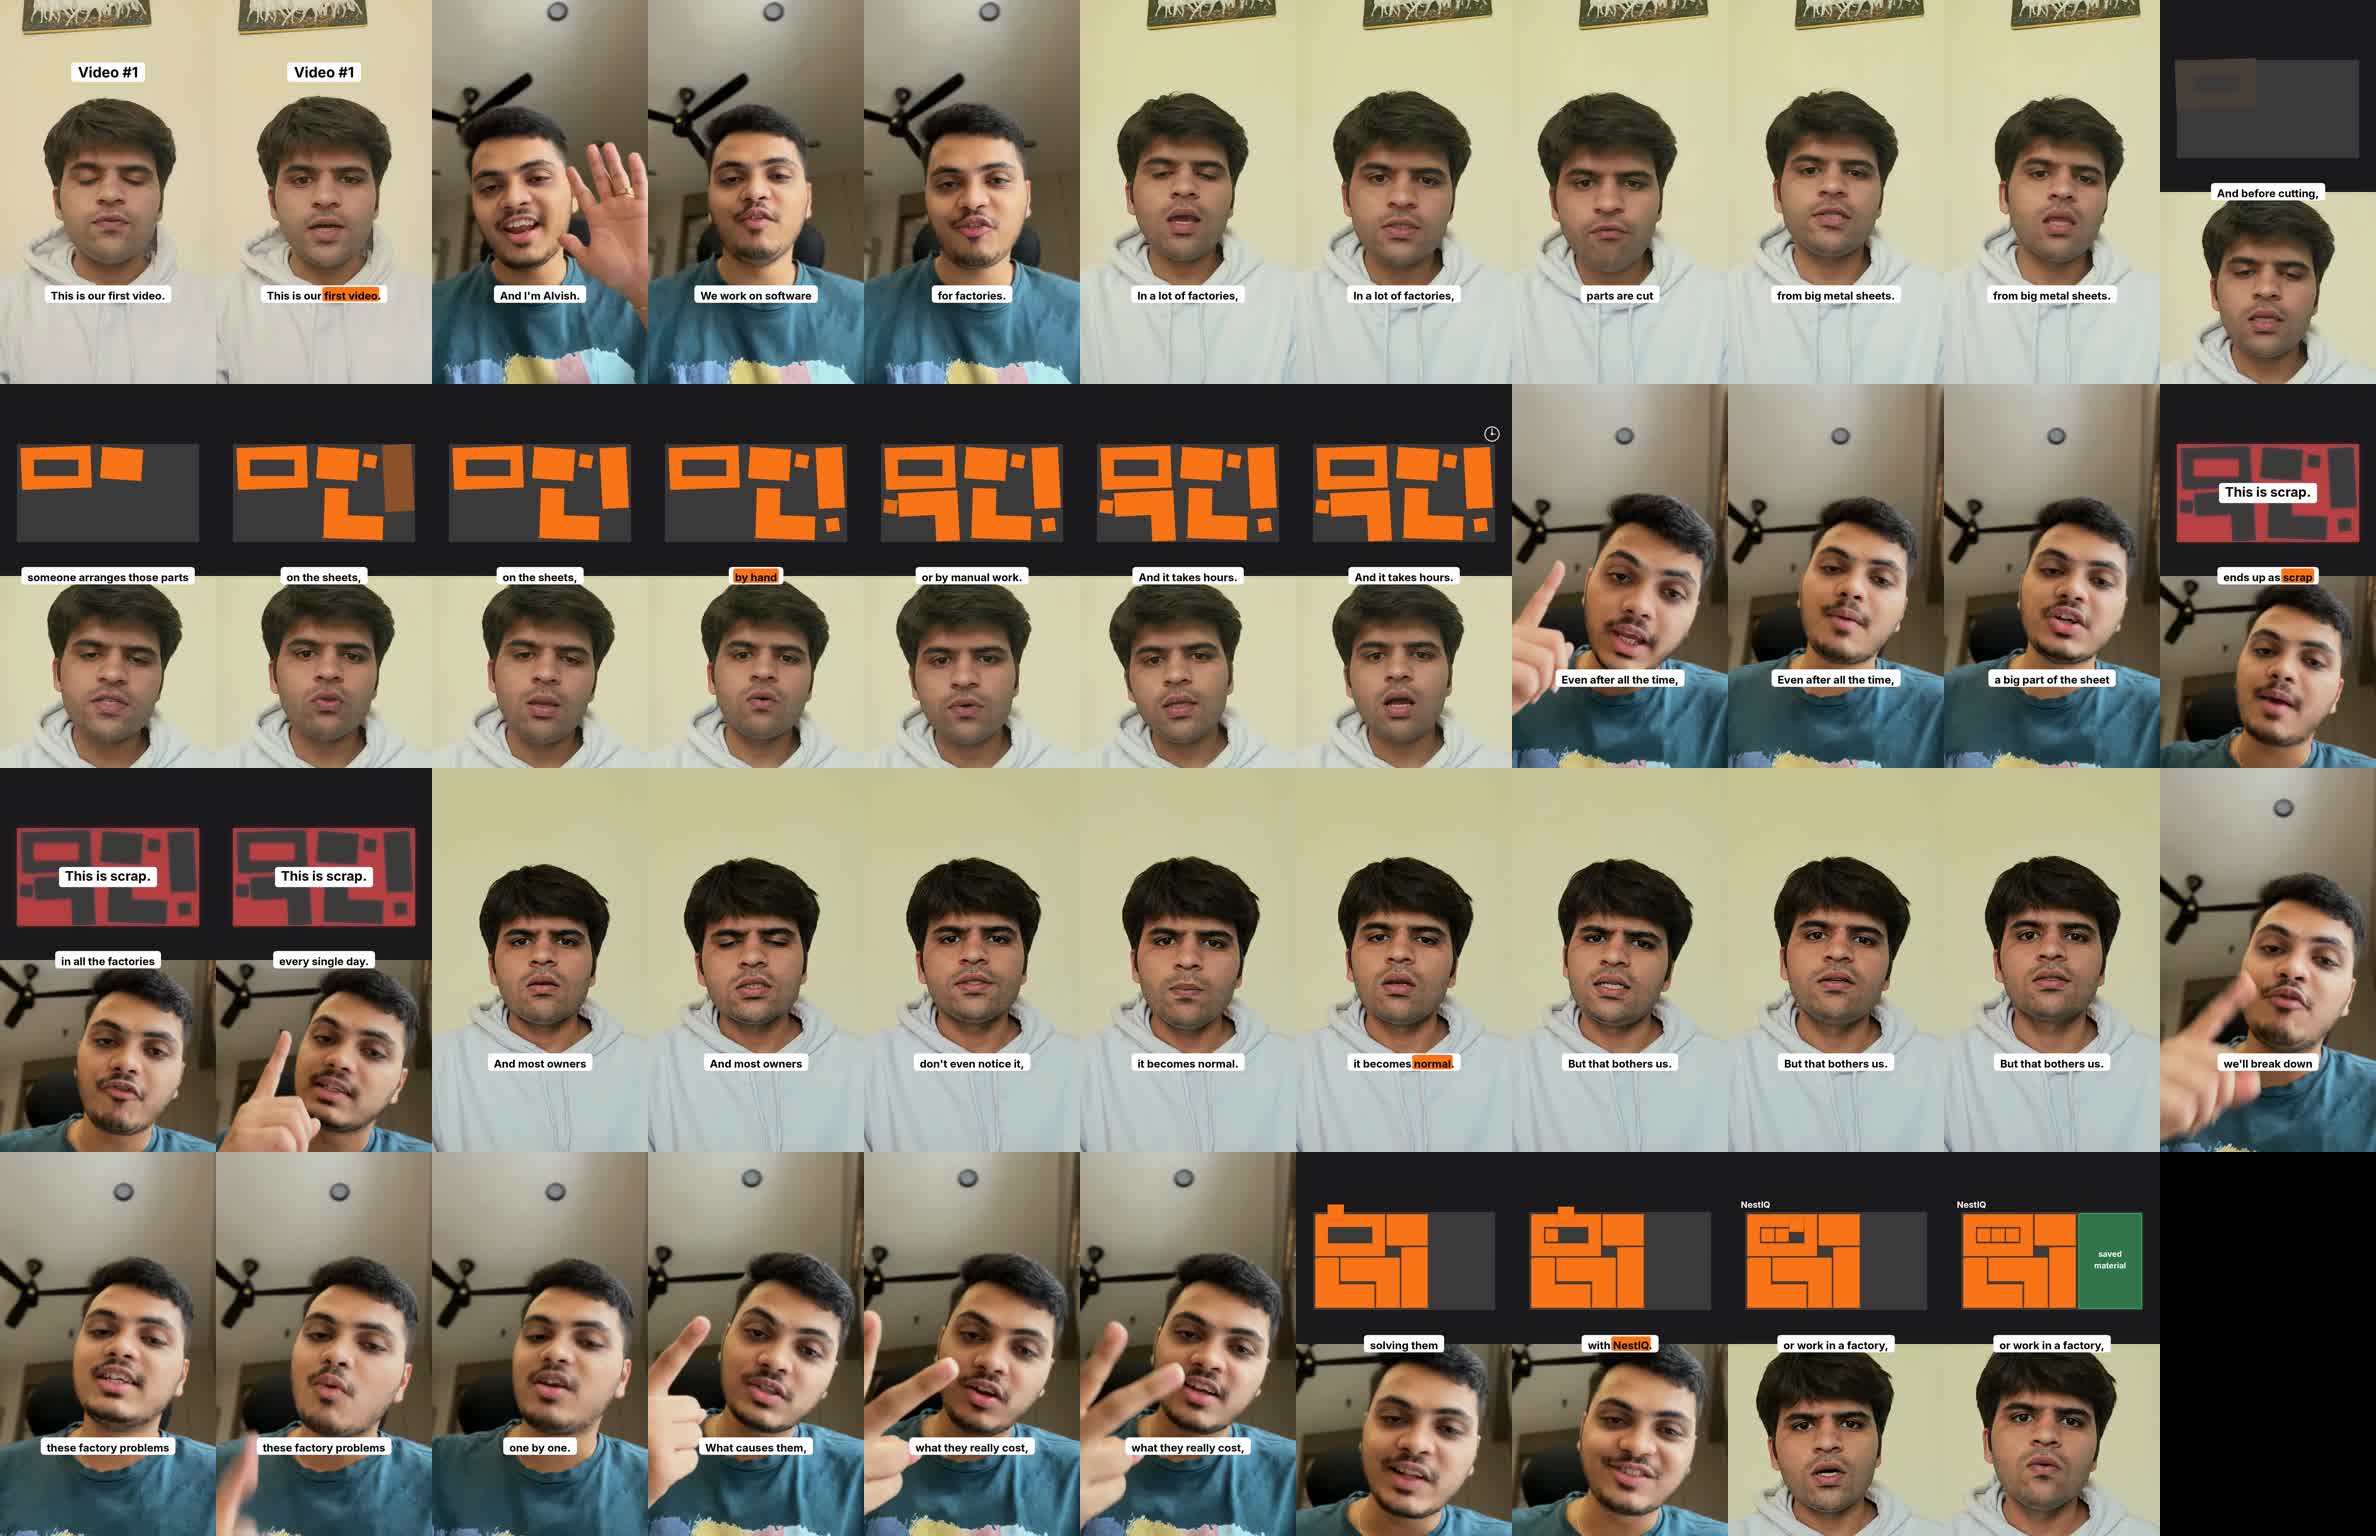 Video #1
This is our first video.
Video #1
This is our first video.
And I'm Alvish.
We work on software
for factories.
In a lot of factories,
In a lot of factories,
parts are cut
from big metal sheets.
from big metal sheets.
And before cutting,
someone arranges those parts
on the sheets,
on the sheets,
by hand
or by manual work.
And it takes hours.
And it takes hours.
Even after all the time,
Even after all the time,
a big part of the sheet
This is scrap.
ends up as scrap
This is scrap.
in all the factories
This is scrap.
every single day.
And most owners
And most owners
don't even notice it,
it becomes normal.
it becomes normal.
But that bothers us.
But that bothers us.
But that bothers us.
we'll break down
these factory problems
these factory problems
one by one.
What causes them,
what they really cost,
what they really cost,
solving them
with NestIQ.
NestIQ
or work in a factory,
NestIQ
saved
material
or work in a factory,